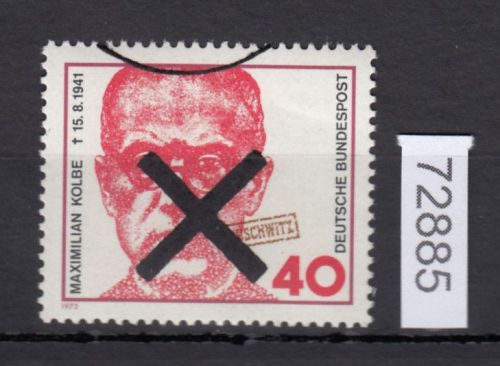 MAXIMILIAN KOLBE † 15.8.1941
DEUTSCHE BUNDESPOST
SCHWITZ
40
1973
72885